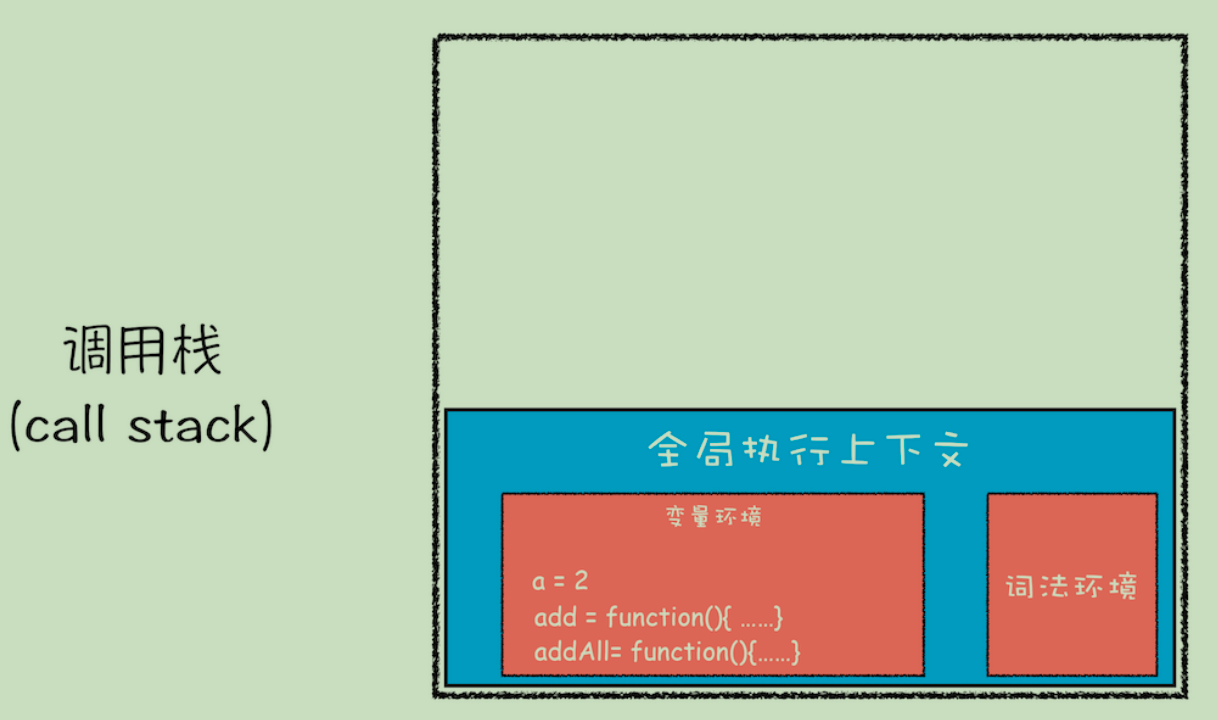 调用栈
(call stack)
全局执行上下文
变量环境
a = 2
add = function(){ ......}
addAll= function(){......}
词法环境